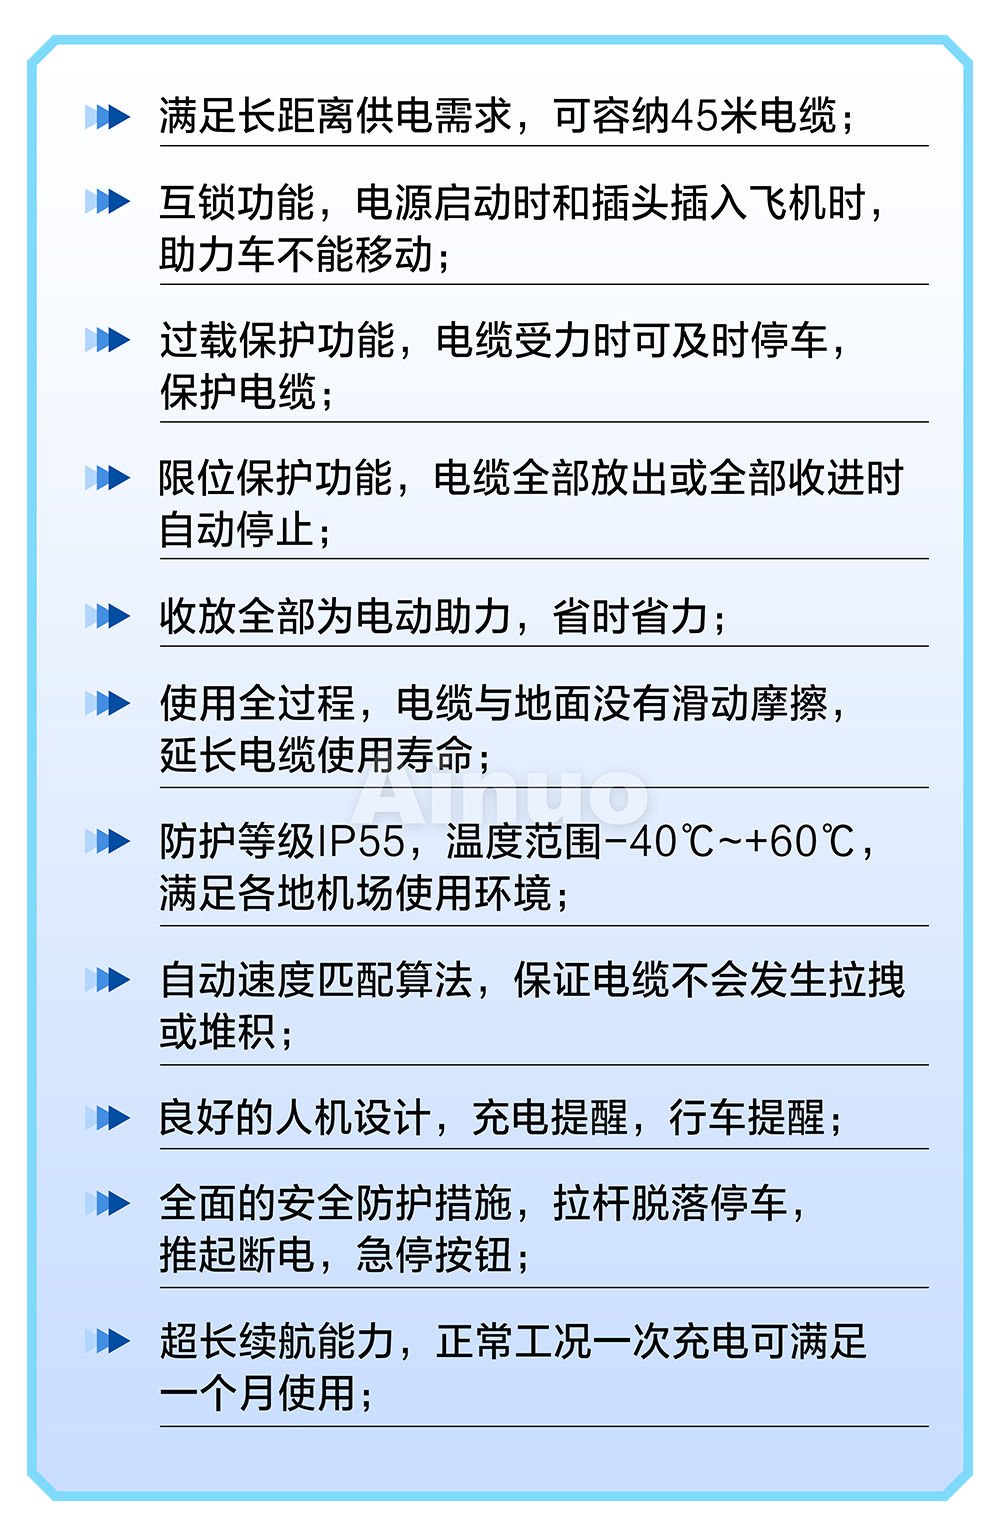 满足长距离供电需求，可容纳45米电缆；
互锁功能，电源启动时和插头插入飞机时，
助力车不能移动；
过载保护功能，电缆受力时可及时停车，
保护电缆；
限位保护功能，电缆全部放出或全部收进时
自动停止；
收放全部为电动助力，省时省力；
使用全过程，电缆与地面没有滑动摩擦，
延长电缆使用寿命；
Ainuo
防护等级IP55，温度范围-40℃~+60℃，
满足各地机场使用环境；
自动速度匹配算法，保证电缆不会发生拉拽
或堆积；
良好的人机设计，充电提醒，行车提醒；
全面的安全防护措施，拉杆脱落停车，
推起断电，急停按钮；
超长续航能力，正常工况一次充电可满足
一个月使用；